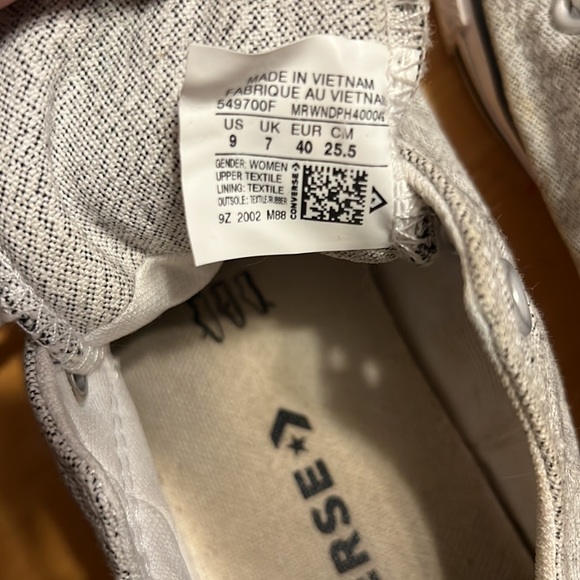 MADE IN VIETNAM
FABRIQUE AU VIETNAM
549700F MRWNDPH40004
US UK EUR CM
9 7 40 25.5
GENDER: WOMEN
UPPER TEXTILE
LINING: TEXTILE
OUTSOLE: TEXTILE/RUBBER
9Z 2002 M88
CONVERSE
ERSE